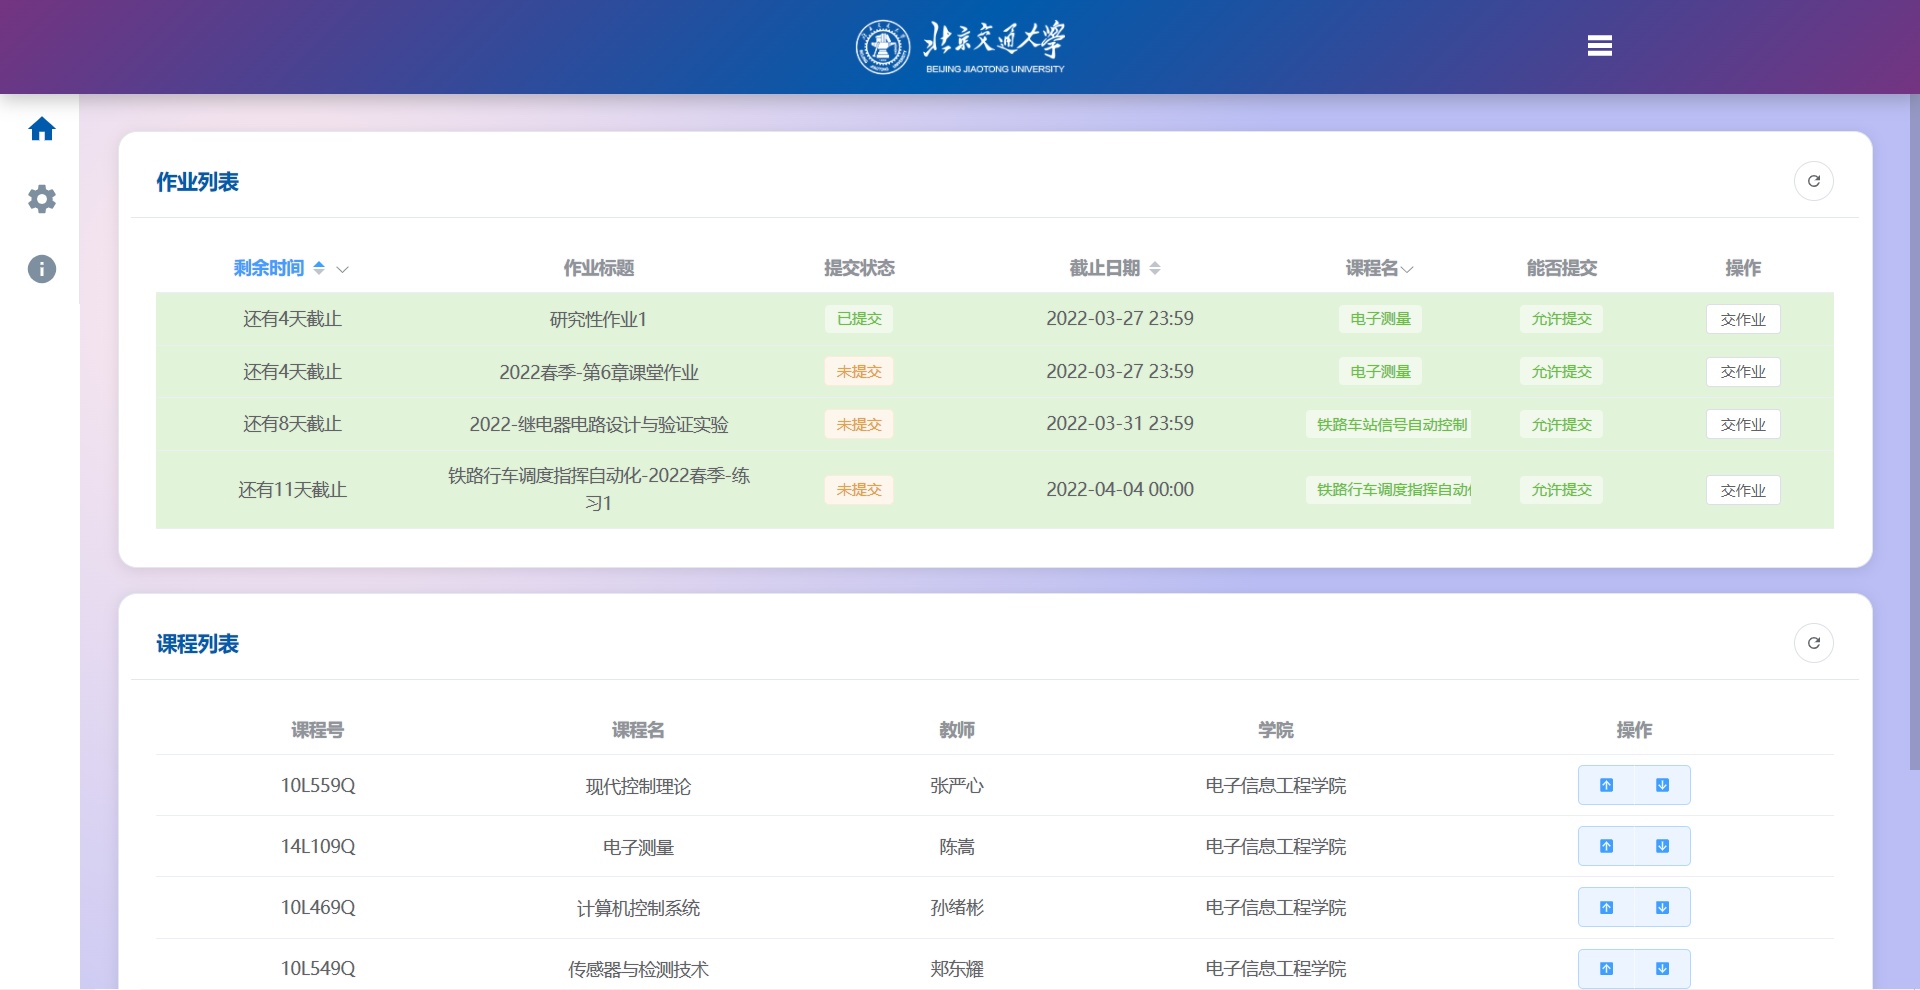 北京交通大学
BEIJING JIAOTONG UNIVERSITY
作业列表
剩余时间 作业标题 提交状态 截止日期 课程名 能否提交 操作
还有4天截止 研究性作业1 已提交 2022-03-27 23:59 电子测量 允许提交 交作业
还有4天截止 2022春季-第6章课堂作业 未提交 2022-03-27 23:59 电子测量 允许提交 交作业
还有8天截止 2022-继电器电路设计与验证实验 未提交 2022-03-31 23:59 铁路车站信号自动控制 允许提交 交作业
还有11天截止 铁路行车调度指挥自动化-2022春季-练 未提交 2022-04-04 00:00 铁路行车调度指挥自动 允许提交 交作业
习1
课程列表
课程号 课程名 教师 学院 操作
10L559Q 现代控制理论 张严心 电子信息工程学院
14L109Q 电子测量 陈嵩 电子信息工程学院
10L469Q 计算机控制系统 孙绪彬 电子信息工程学院
10L549Q 传感器与检测技术 郏东耀 电子信息工程学院